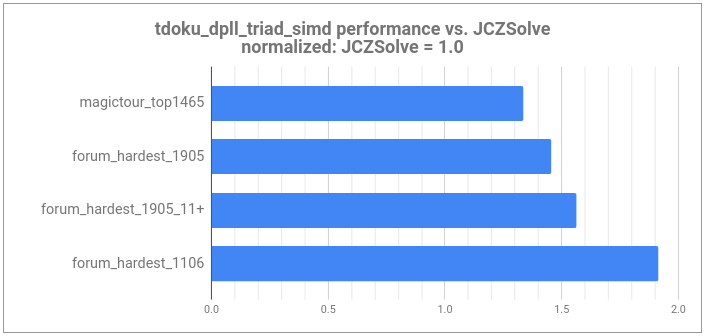 tdoku_dpll_triad_simd performance vs. JCZSolve
normalized: JCZSolve = 1.0
magictour_top1465
forum_hardest_1905
forum_hardest_1905_11+
forum_hardest_1106
0.0 0.5 1.0 1.5 2.0